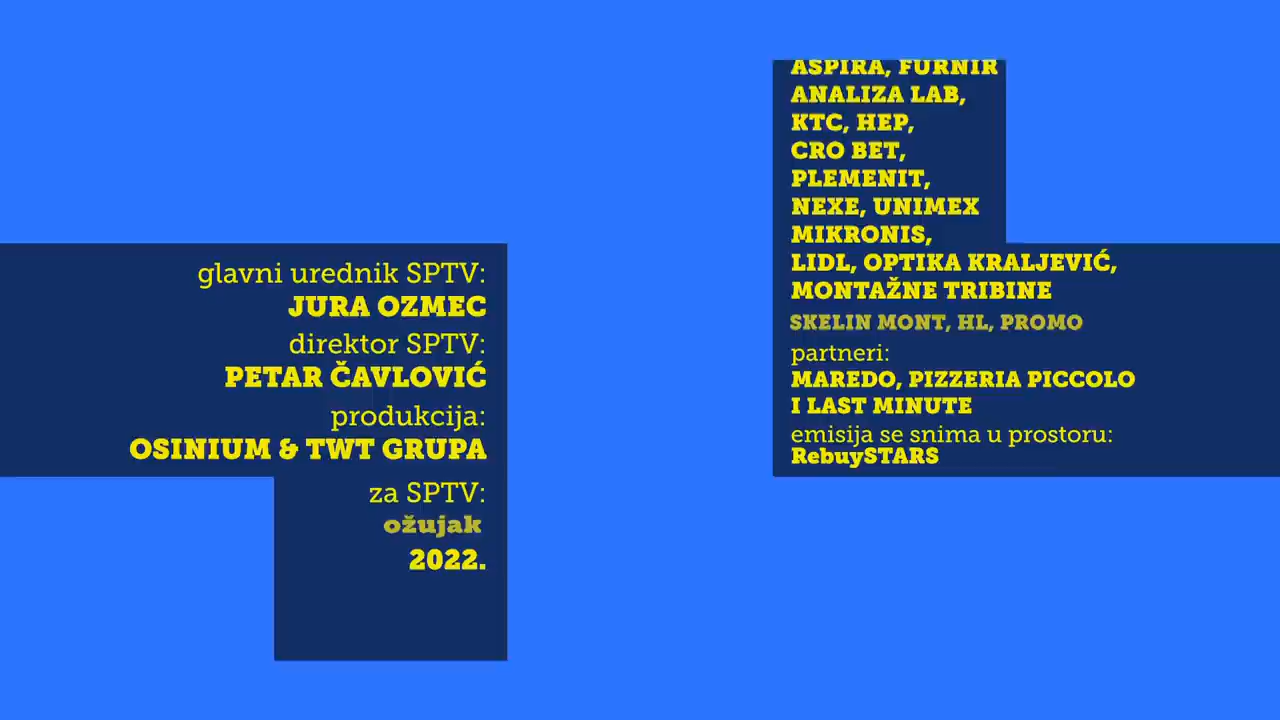 glavni urednik SPTV:
JURA OZMEC
direktor SPTV:
PETAR ČAVLOVIĆ
produkcija:
OSINIUM & TWT GRUPA
za SPTV:
ožujak
2022.
ASPIRA, FURNIR
ANALIZA LAB,
KTC, HEP,
CRO BET,
PLEMENIT,
NEXE, UNIMEX
MIKRONIS,
LIDL, OPTIKA KRALJEVIĆ,
MONTAŽNE TRIBINE
SKELIN MONT, HL, PROMO
partneri:
MAREDO, PIZZERIA PICCOLO
I LAST MINUTE
emisija se snima u prostoru:
RebuySTARS